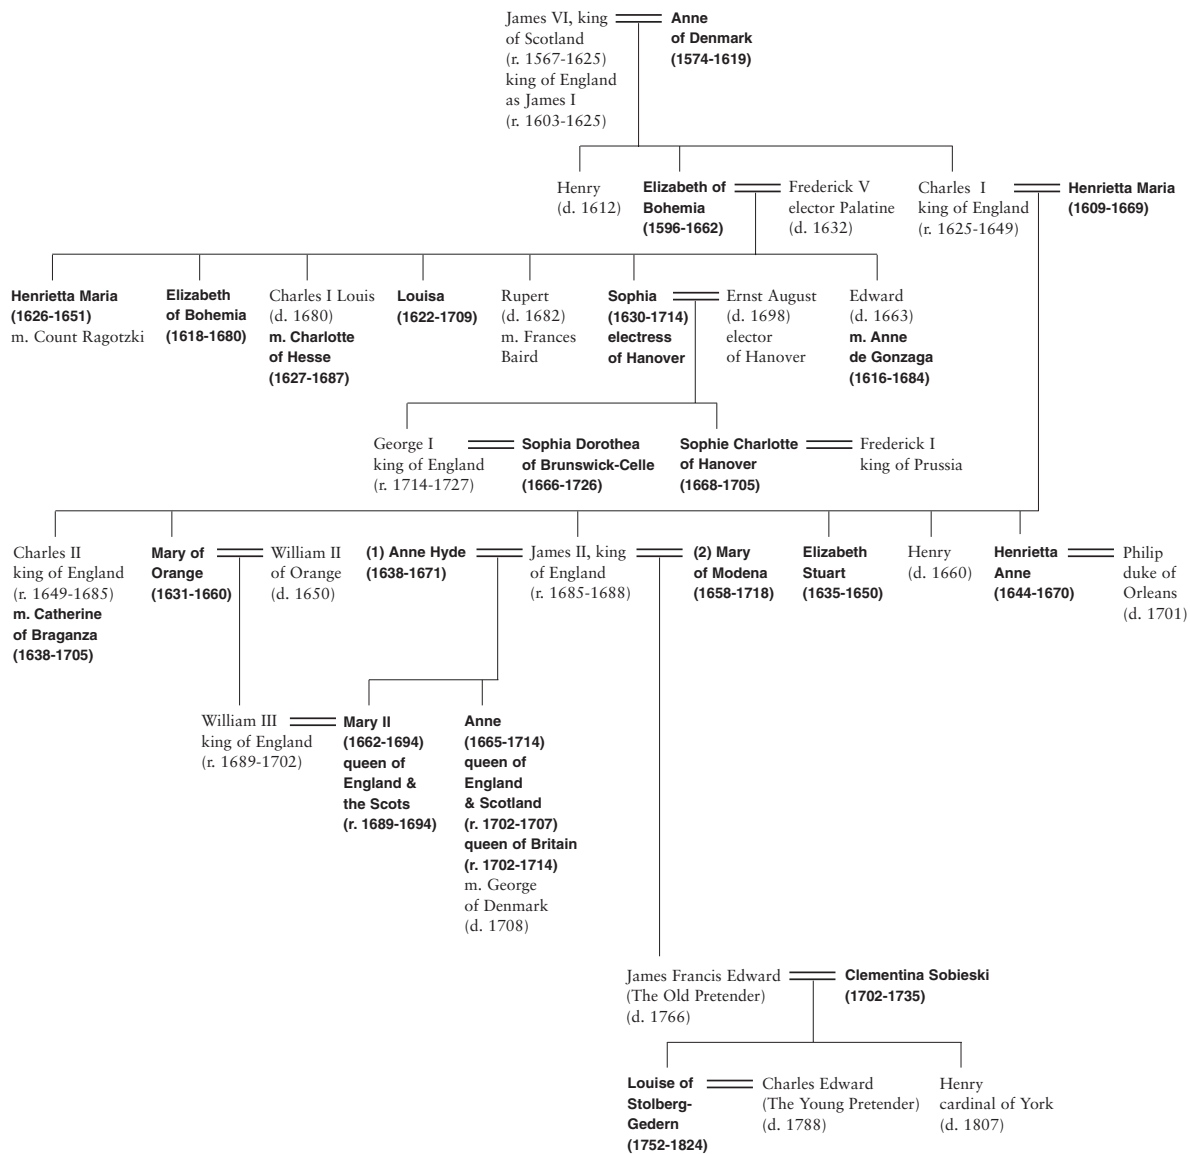 James VI, king
of Scotland
(r. 1567-1625)
king of England
as James I
(r. 1603-1625)
Anne
of Denmark
(1574-1619)
Henry
(d. 1612)
Elizabeth of
Bohemia
(1596-1662)
Frederick V
elector Palatine
(d. 1632)
Charles I
king of England
(r. 1625-1649)
Henrietta Maria
(1609-1669)
Henrietta Maria
(1626-1651)
m. Count Ragotzki
Elizabeth
of Bohemia
(1618-1680)
Charles I Louis
(d. 1680)
m. Charlotte
of Hesse
(1627-1687)
Louisa
(1622-1709)
Rupert
(d. 1682)
m. Frances
Baird
Sophia
(1630-1714)
electress
of Hanover
Ernst August
(d. 1698)
elector
of Hanover
Edward
(d. 1663)
m. Anne
de Gonzaga
(1616-1684)
George I
king of England
(r. 1714-1727)
Sophia Dorothea
of Brunswick-Celle
(1666-1726)
Sophie Charlotte
of Hanover
(1668-1705)
Frederick I
king of Prussia
Charles II
king of England
(r. 1649-1685)
m. Catherine
of Braganza
(1638-1705)
Mary of
Orange
(1631-1660)
William II
of Orange
(d. 1650)
(1) Anne Hyde
(1638-1671)
James II, king
of England
(r. 1685-1688)
(2) Mary
of Modena
(1658-1718)
Elizabeth
Stuart
(1635-1650)
Henry
(d. 1660)
Henrietta
Anne
(1644-1670)
Philip
duke of
Orleans
(d. 1701)
William III
king of England
(r. 1689-1702)
Mary II
(1662-1694)
queen of
England &
the Scots
(r. 1689-1694)
Anne
(1665-1714)
queen of
England
& Scotland
(r. 1702-1707)
queen of Britain
(r. 1702-1714)
m. George
of Denmark
(d. 1708)
James Francis Edward
(The Old Pretender)
(d. 1766)
Clementina Sobieski
(1702-1735)
Louise of
Stolberg-
Gedern
(1752-1824)
Charles Edward
(The Young Pretender)
(d. 1788)
Henry
cardinal of York
(d. 1807)